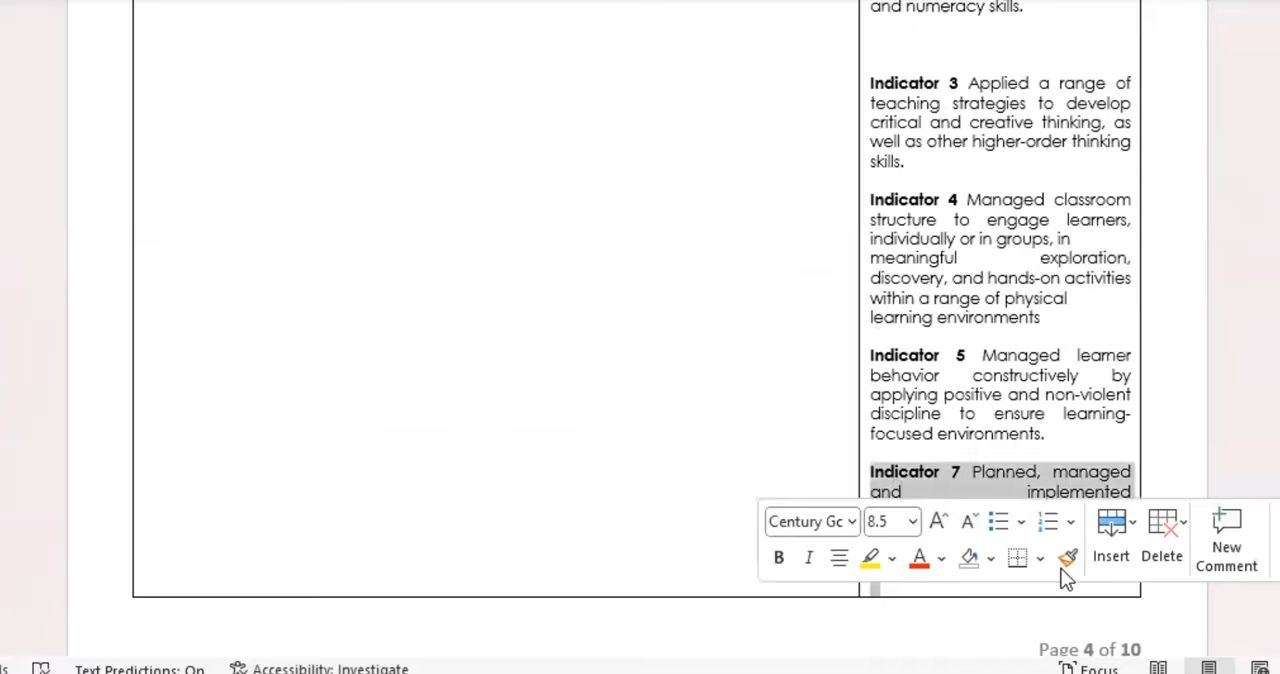 and numeracy skills.
Indicator 3 Applied a range of
teaching strategies to develop
critical and creative thinking, as
well as other higher-order thinking
skills.
Indicator 4 Managed classroom
structure to engage learners,
individually or in groups, in
meaningful exploration,
discovery, and hands-on activities
within a range of physical
learning environments
Indicator 5 Managed learner
behavior constructively by
applying positive and non-violent
discipline to ensure learning-
focused environments.
Indicator 7 Planned, managed
and implemented
Century Gc 8.5 A A
B I A Insert Delete New
Comment
Page 4 of 10
Text Predictions: On Accessibility: Investigate Focus